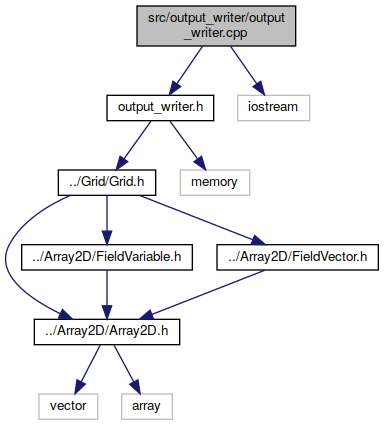 src/output_writer/output
_writer.cpp
output_writer.h
iostream
../Grid/Grid.h
memory
../Array2D/FieldVariable.h
../Array2D/FieldVector.h
../Array2D/Array2D.h
vector
array